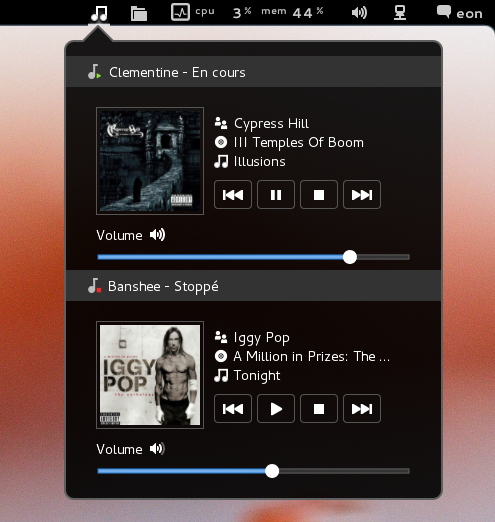 cpu 3 % mem 44 % eon
Clementine - En cours
Cypress Hill
III Temples Of Boom
Illusions
Volume
Banshee - Stoppé
IGGY
POP
Iggy Pop
A Million in Prizes: The ...
Tonight
Volume